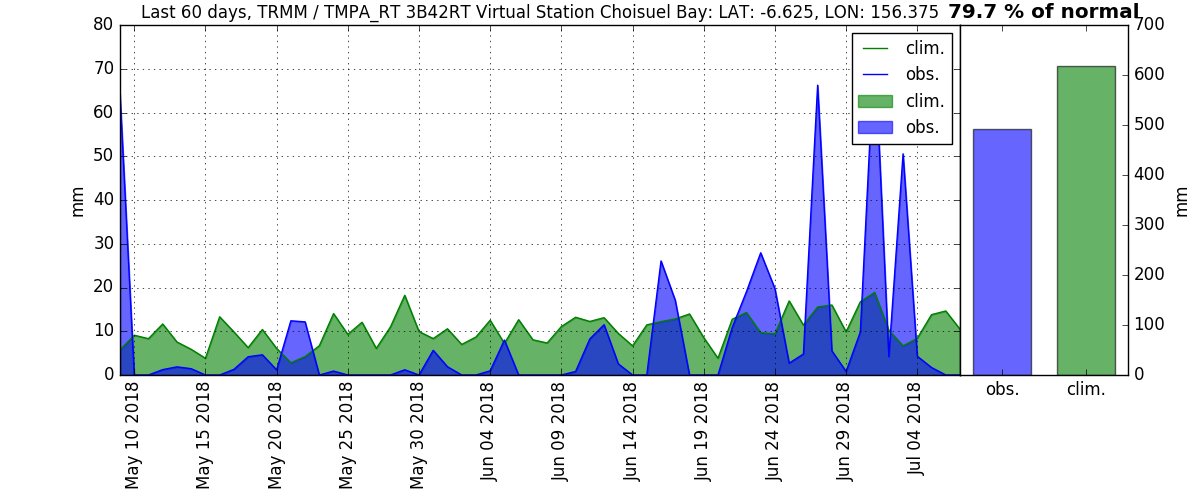 Last 60 days, TRMM / TMPA_RT 3B42RT Virtual Station Choisuel Bay: LAT: -6.625, LON: 156.375 79.7 % of normal
80
70
60
50
40
30
20
10
0
mm
clim.
obs.
clim.
obs.
700
600
500
400
300
200
100
0
mm
obs. clim.
May 10 2018
May 15 2018
May 20 2018
May 25 2018
May 30 2018
Jun 04 2018
Jun 09 2018
Jun 14 2018
Jun 19 2018
Jun 24 2018
Jun 29 2018
Jul 04 2018